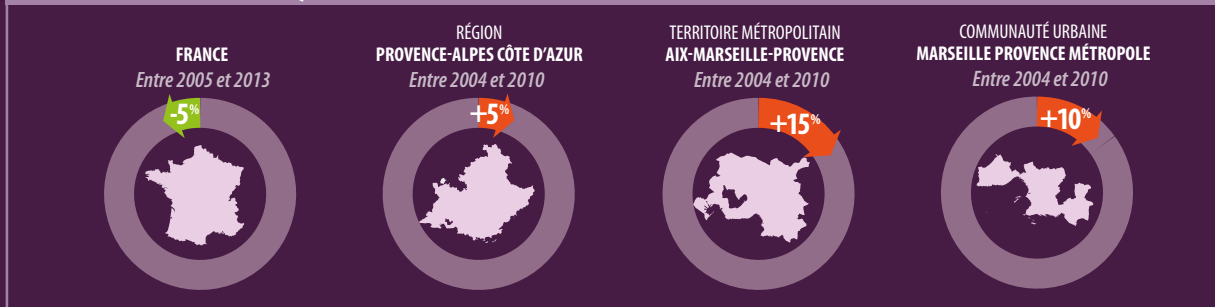 FRANCE
Entre 2005 et 2013
-5%
RÉGION
PROVENCE-ALPES CÔTE D'AZUR
Entre 2004 et 2010
+5%
TERRITOIRE MÉTROPOLITAIN
AIX-MARSEILLE-PROVENCE
Entre 2004 et 2010
+15%
COMMUNAUTÉ URBAINE
MARSEILLE PROVENCE MÉTROPOLE
Entre 2004 et 2010
+10%